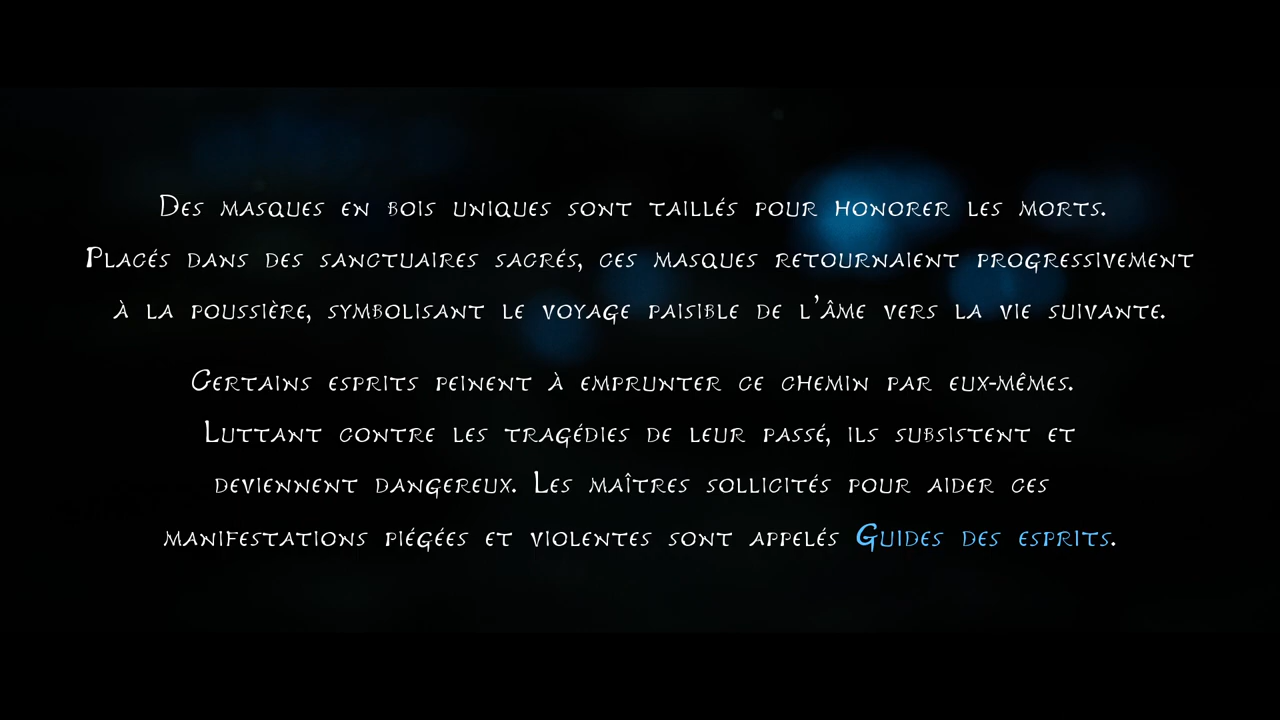 Des masques en bois uniques sont taillés pour honorer les morts.
Placés dans des sanctuaires sacrés, ces masques retournaient progressivement
à la poussière, symbolisant le voyage paisible de l'âme vers la vie suivante.
Certains esprits peinent à emprunter ce chemin par eux-mêmes.
Luttant contre les tragédies de leur passé, ils subsistent et
deviennent dangereux. Les maîtres sollicités pour aider ces
manifestations piégées et violentes sont appelés Guides des esprits.